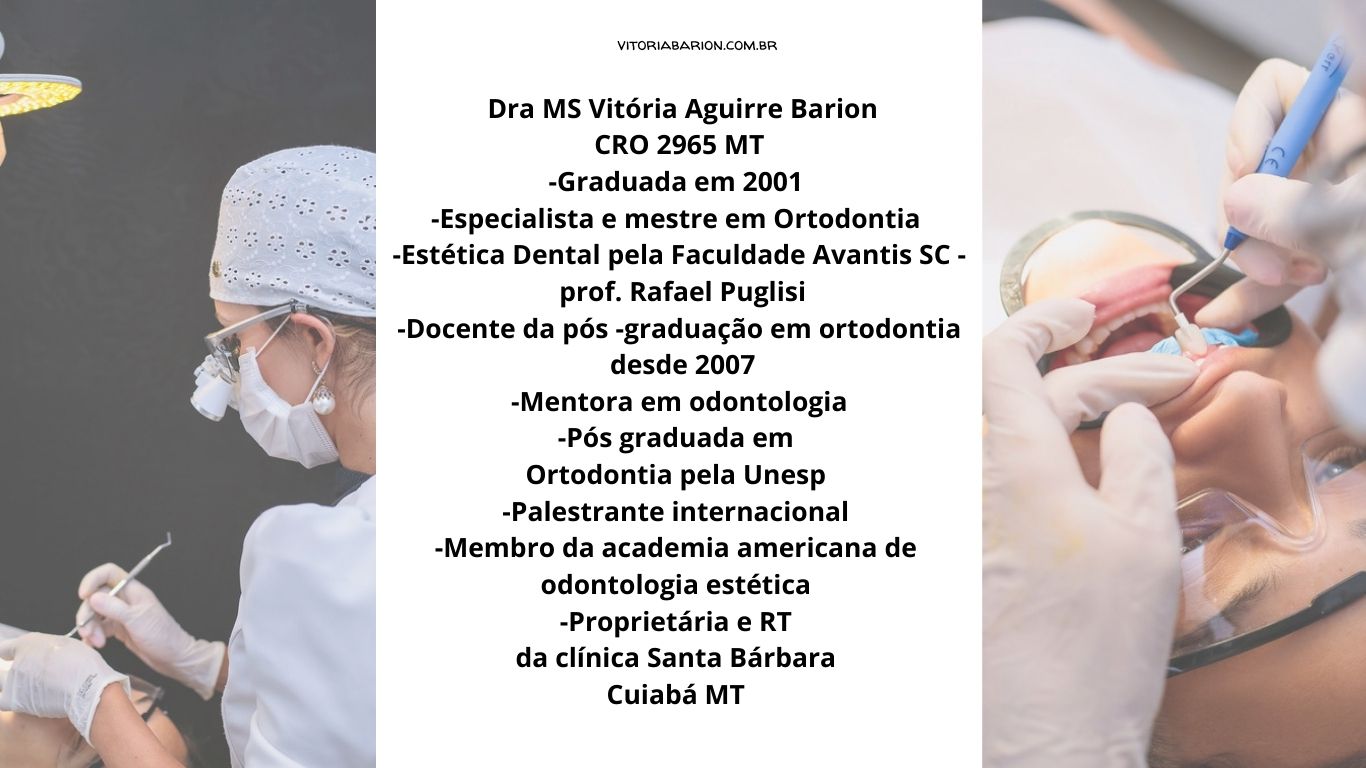 VITORIABARION.COM.BR
Dra MS Vitória Aguirre Barion
CRO 2965 MT
-Graduada em 2001
-Especialista e mestre em Ortodontia
-Estética Dental pela Faculdade Avantis SC -
prof. Rafael Puglisi
-Docente da pós -graduação em ortodontia
desde 2007
-Mentora em odontologia
-Pós graduada em
Ortodontia pela Unesp
-Palestrante internacional
-Membro da academia americana de
odontologia estética
-Proprietária e RT
da clínica Santa Bárbara
Cuiabá MT
CE